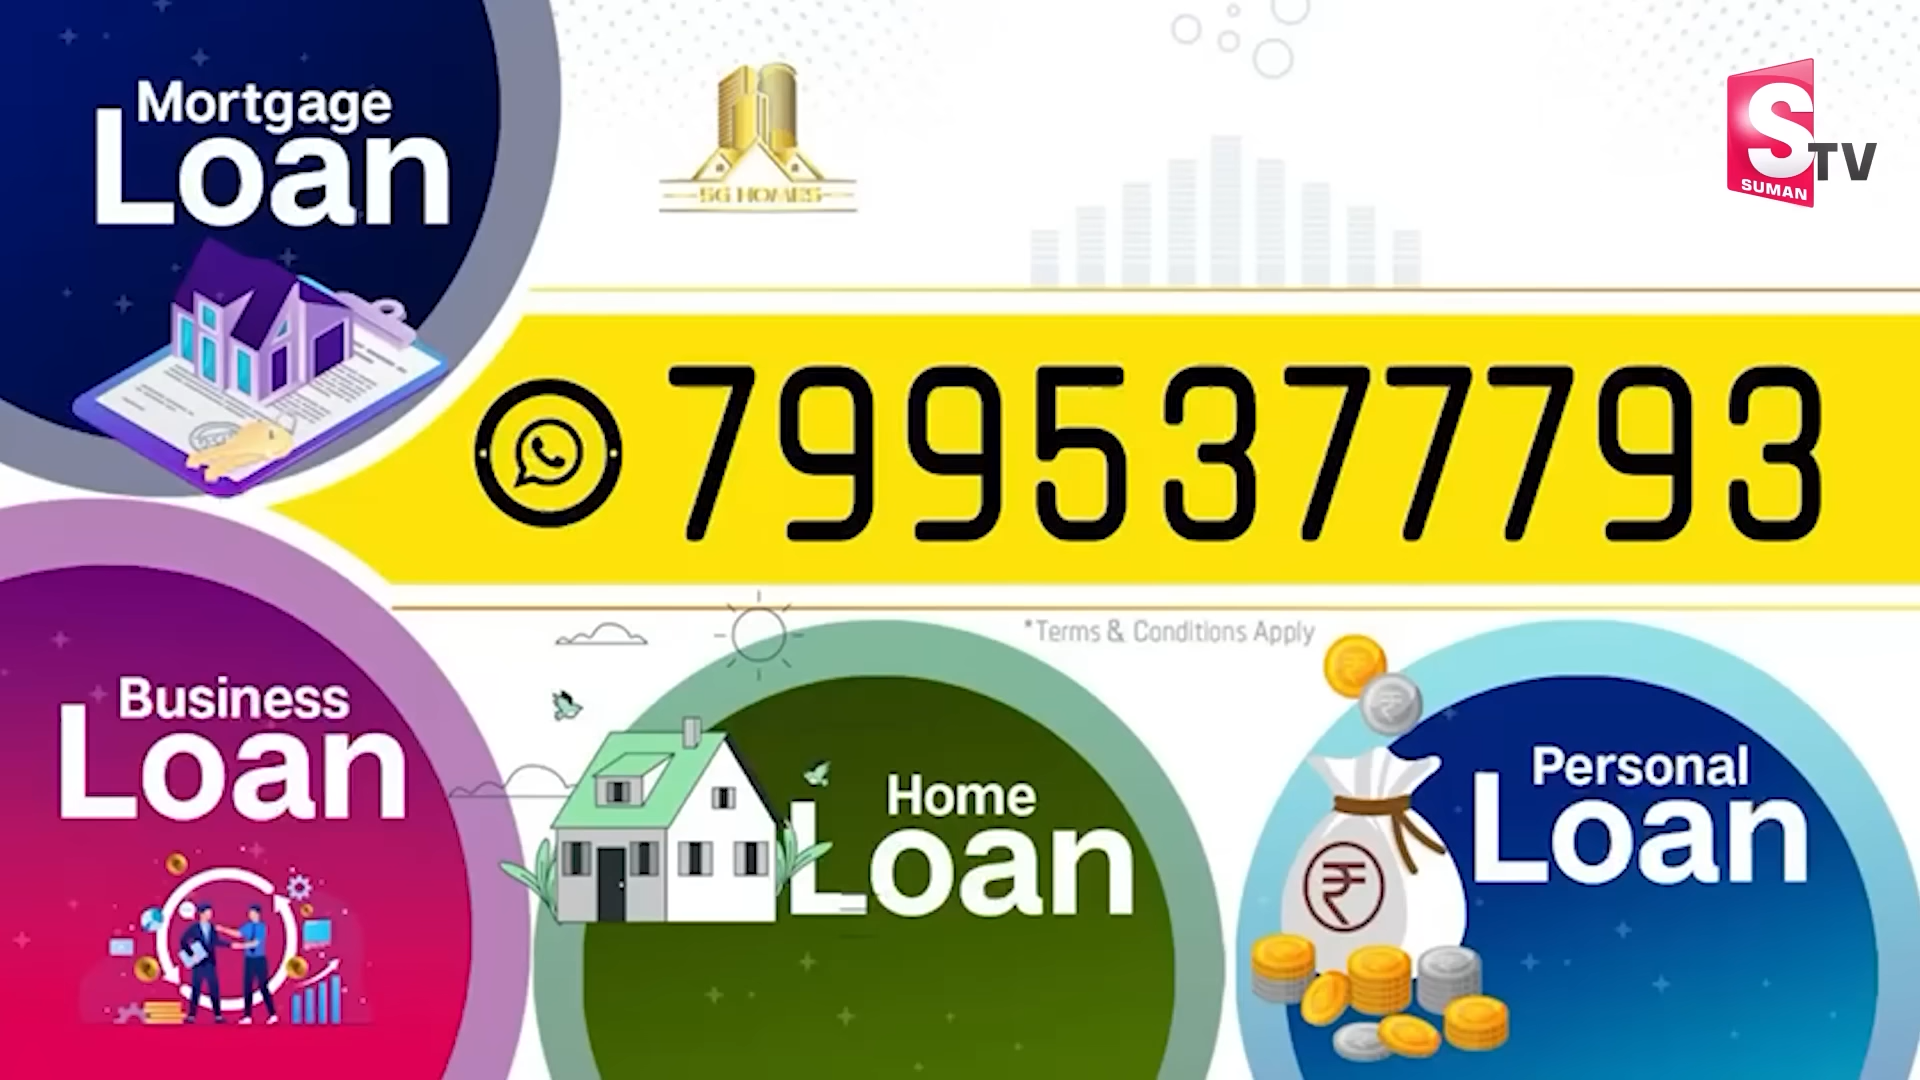 Mortgage
Loan
SG HOMES
S TV
SUMAN
7995377793
*Terms & Conditions Apply
Business
Loan
Home
Loan
Personal
Loan